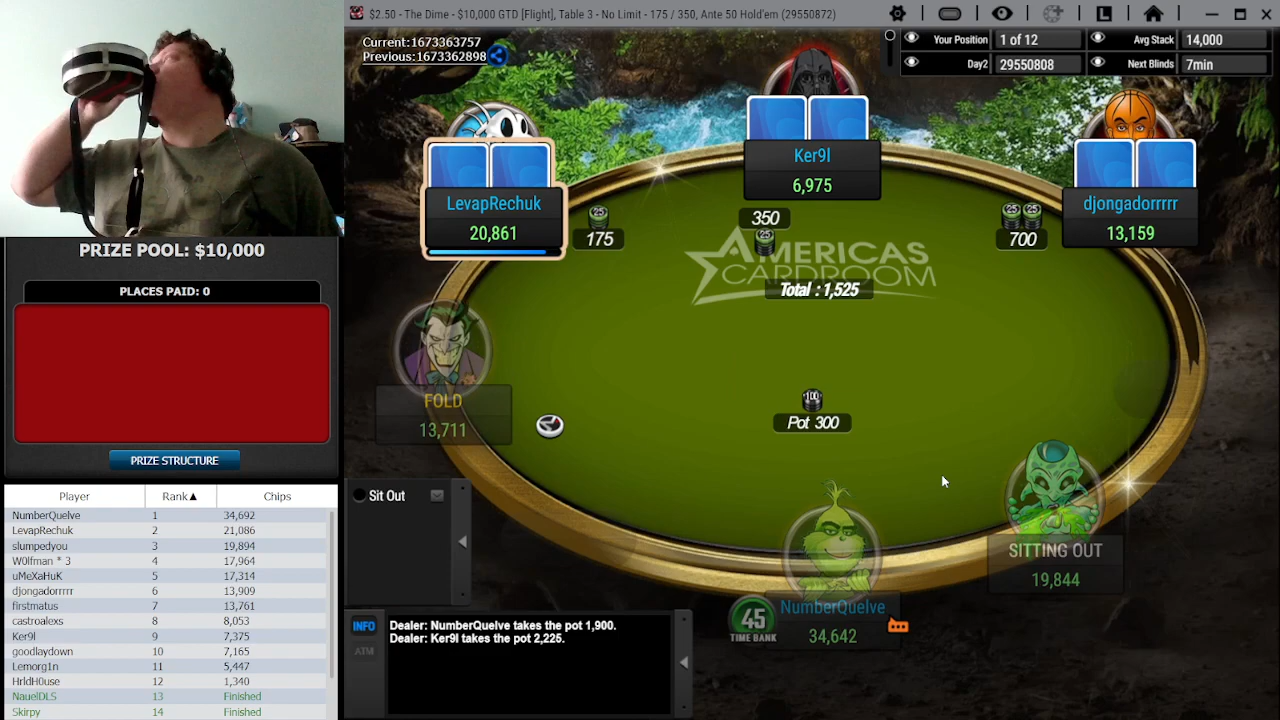 $2.50 - The Dime - $10,000 GTD [Flight], Table 3 - No Limit - 175 / 350, Ante 50 Hold'em (29550872)
Current:1673363757
Previous:1673362898
Your Position 1 of 12 Avg Stack 14,000
Day2 29550808 Next Blinds 7min
Ker9l
6,975
LevapRechuk
20,861
djongadorrrrr
13,159
175
350
25
25
25 25
700
AMERICAS
CARDROOM
Total : 1,525
PRIZE POOL: $10,000
PLACES PAID: 0
PRIZE STRUCTURE
FOLD
13,711
100
Pot 300
Sit Out
SITTING OUT
19,844
45
TIME BANK
NumberQuelve
34,642
INFO
ATM
Dealer: NumberQuelve takes the pot 1,900.
Dealer: Ker9l takes the pot 2,225.
Player Rank▲ Chips
NumberQuelve 1 34,692
LevapRechuk 2 21,086
slumpedyou 3 19,894
W0lfman * 3 4 17,964
uMeXaHuK 5 17,314
djongadorrrrr 6 13,909
firstmatus 7 13,761
castroalexs 8 8,053
Ker9l 9 7,375
goodlaydown 10 7,165
Lemorg1n 11 5,447
HrldH0use 12 1,340
NauelDLS 13 Finished
Skirpy 14 Finished